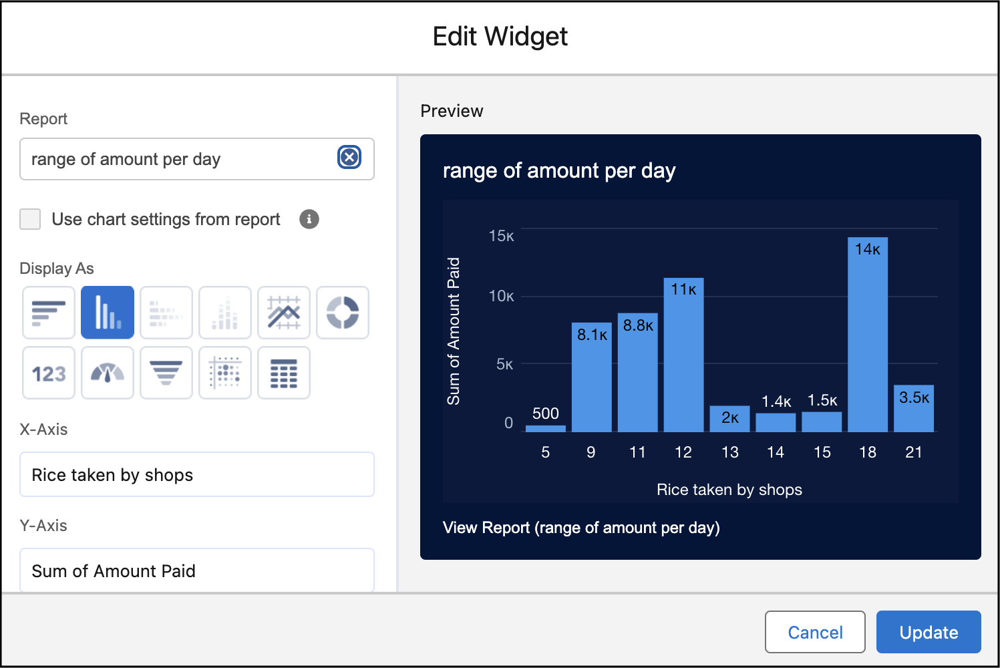 Edit Widget
Report
range of amount per day
Use chart settings from report
Display As
123
X-Axis
Rice taken by shops
Y-Axis
Sum of Amount Paid
Preview
range of amount per day
Sum of Amount Paid
15K
10K
5K
0
500
8.1K
8.8K
11K
2K
1.4K
1.5K
14K
3.5K
5 9 11 12 13 14 15 18 21
Rice taken by shops
View Report (range of amount per day)
Cancel
Update